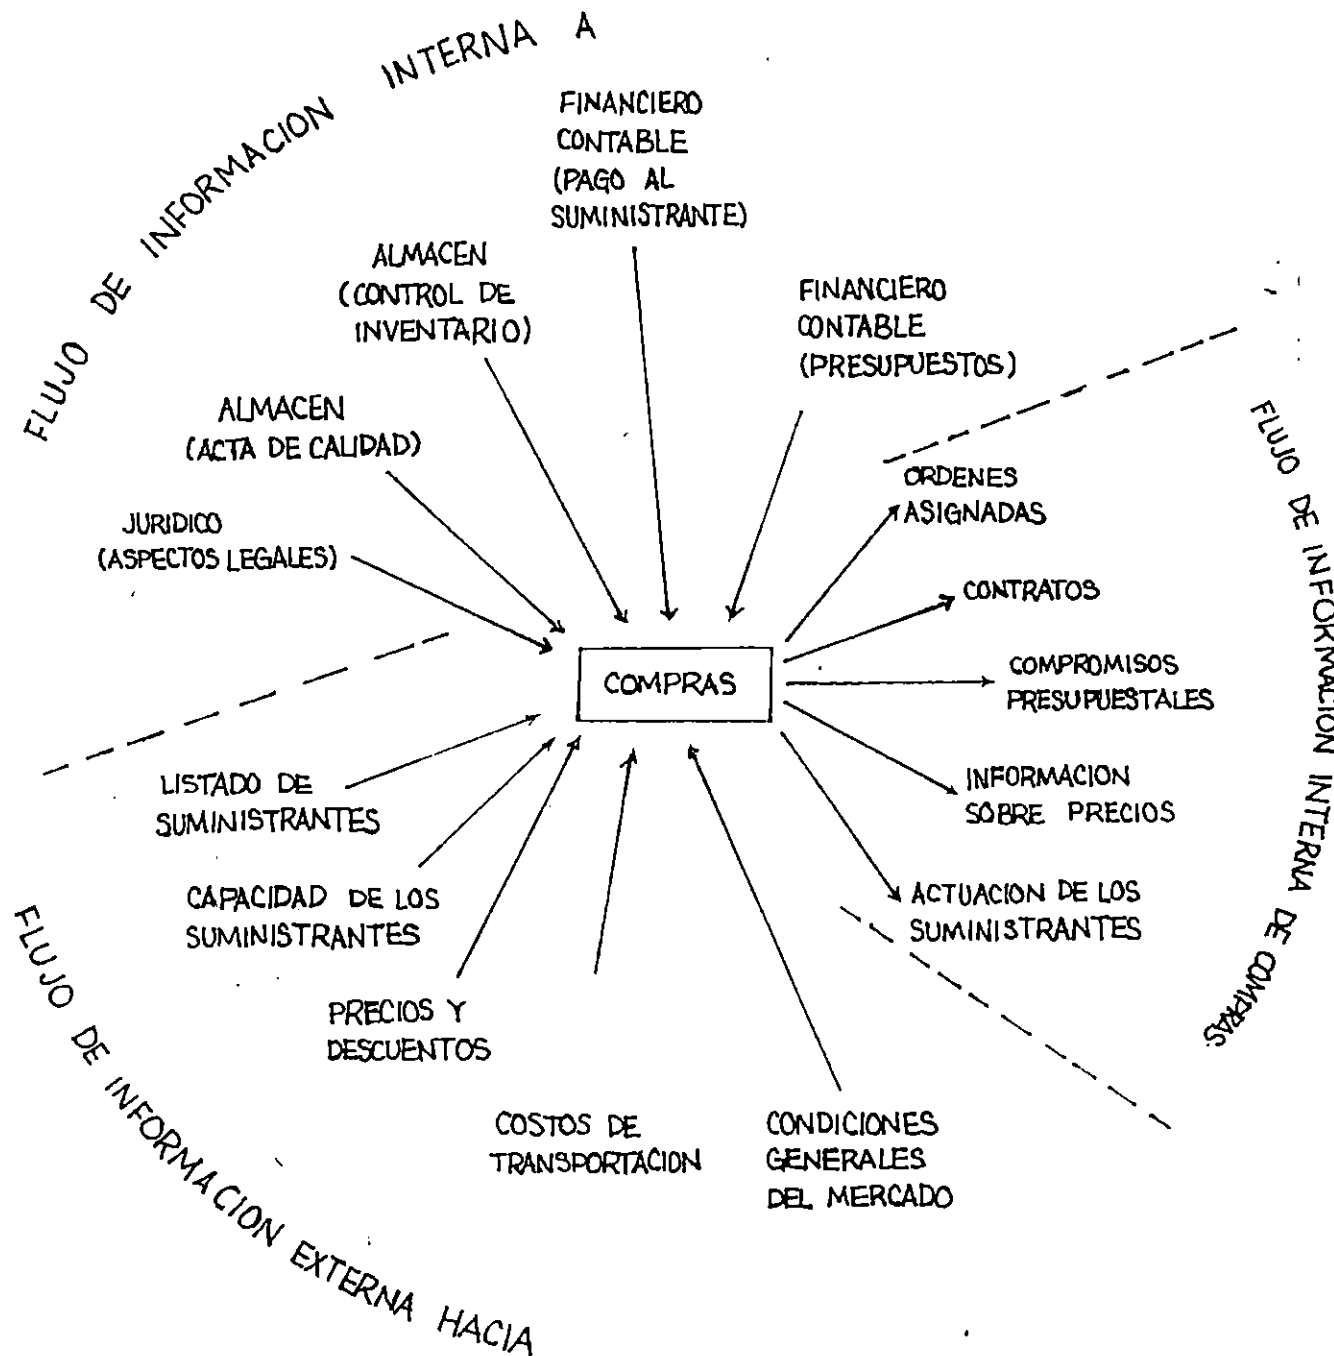 FLUJO DE INFORMACION INTERNA A
FINANCIERO
CONTABLE
(PAGO AL
SUMINISTRANTE)
ALMACEN
(CONTROL DE
INVENTARIO)
FINANCIERO
CONTABLE
(PRESUPUESTOS)
ALMACEN
(ACTA DE CALIDAD)
JURIDICO
(ASPECTOS LEGALES)
COMPRAS
ORDENES
ASIGNADAS
CONTRATOS
COMPROMISOS
PRESUPUESTALES
INFORMACION
SOBRE PRECIOS
ACTUACION DE LOS
SUMINISTRANTES
FLUJO DE INFORMACION INTERNA DE COMPRAS
LISTADO DE
SUMINISTRANTES
CAPACIDAD DE LOS
SUMINISTRANTES
PRECIOS Y
DESCUENTOS
COSTOS DE
TRANSPORTACION
CONDICIONES
GENERALES
DEL MERCADO
FLUJO DE INFORMACION EXTERNA HACIA